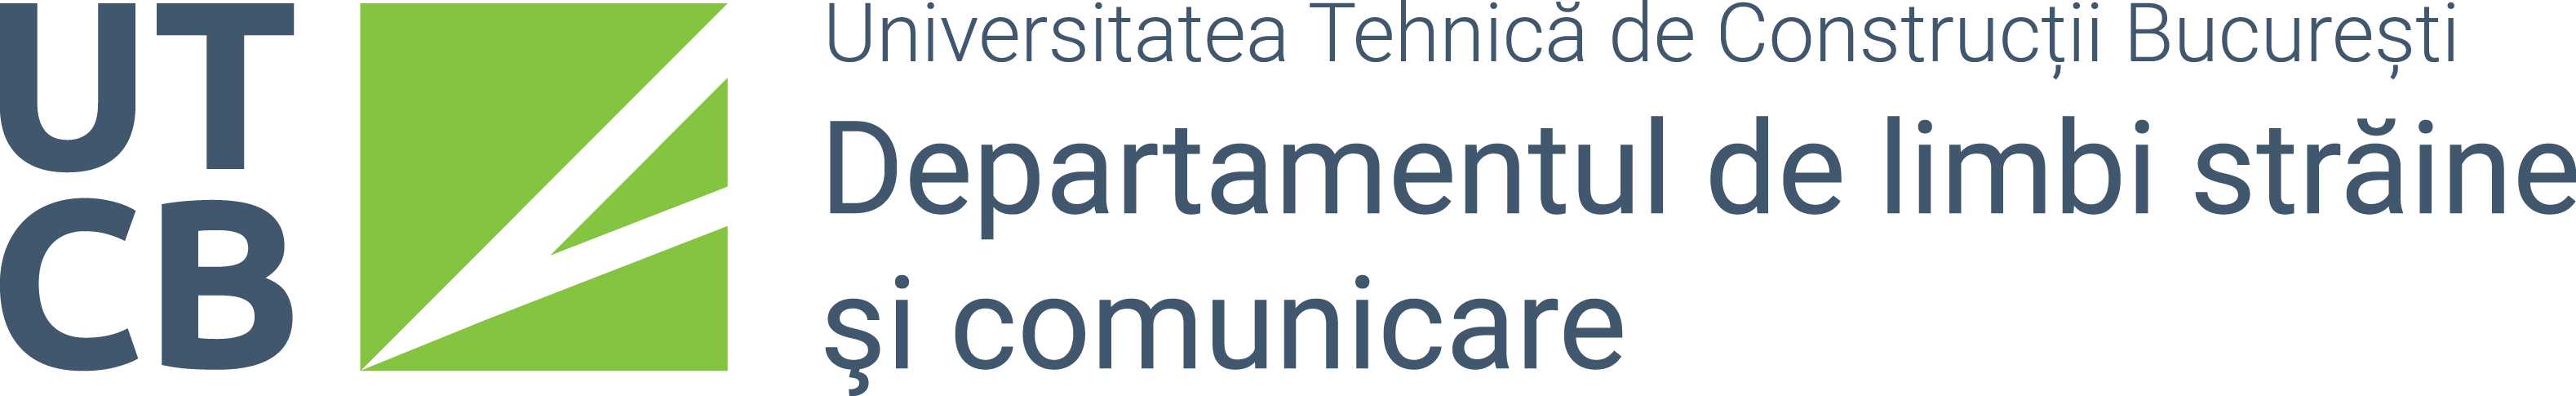 UT
CB
Universitatea Tehnică de Construcții București
Departamentul de limbi străine
şi comunicare